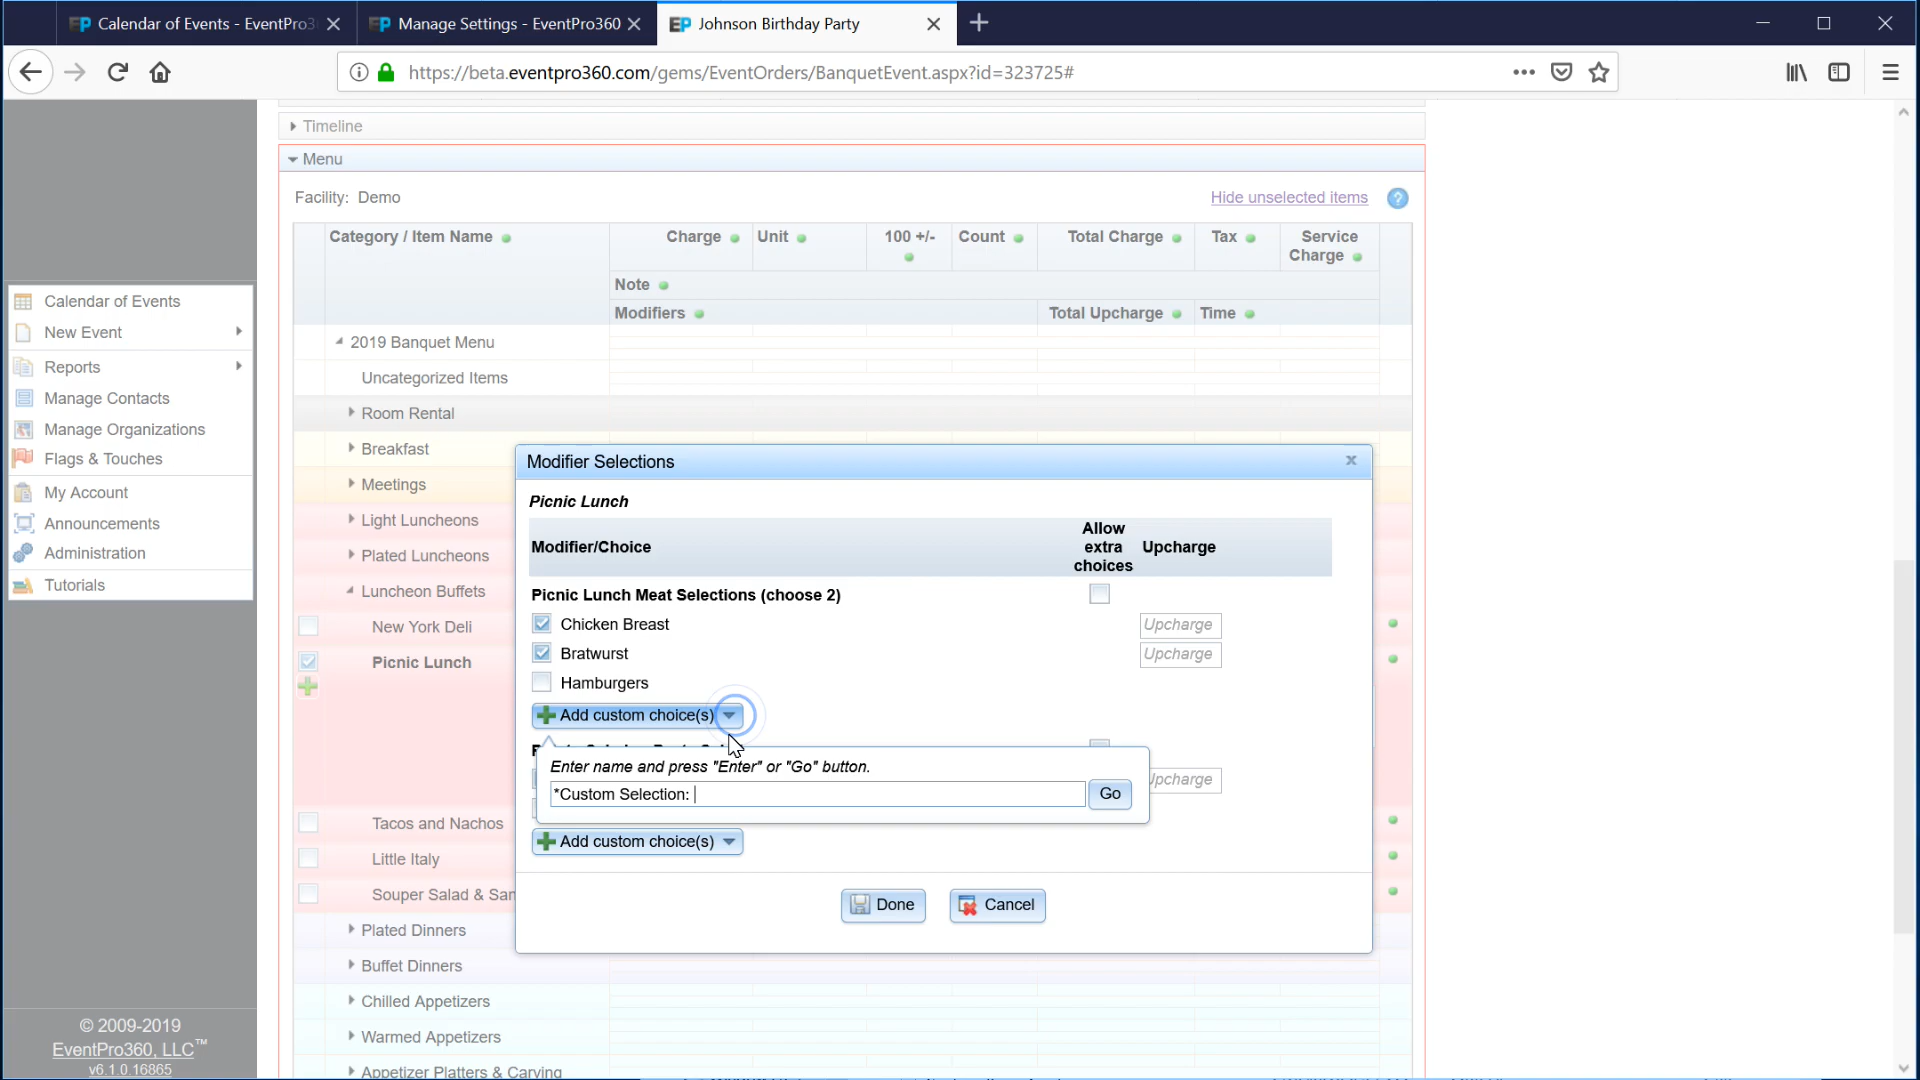 Calendar of Events - EventPro3
Manage Settings - EventPro360
Johnson Birthday Party
https://beta.eventpro360.com/gems/EventOrders/BanquetEvent.aspx?id=323725#
Timeline
Menu
Facility: Demo
Hide unselected items
?
Category / Item Name
Charge
Unit
100 +/-
Count
Total Charge
Tax
Service
Charge
Note
Modifiers
Total Upcharge
Time
2019 Banquet Menu
Uncategorized Items
Room Rental
Breakfast
Meetings
Light Luncheons
Plated Luncheons
Luncheon Buffets
New York Deli
Picnic Lunch
Tacos and Nachos
Little Italy
Souper Salad & San
Plated Dinners
Buffet Dinners
Chilled Appetizers
Warmed Appetizers
Appetizer Platters & Carving
Calendar of Events
New Event
Reports
Manage Contacts
Manage Organizations
Flags & Touches
My Account
Announcements
Administration
Tutorials
© 2009-2019
EventPro360, LLC™
v6.1.0.16865
Modifier Selections
Picnic Lunch
Modifier/Choice
Allow
extra
choices
Upcharge
Picnic Lunch Meat Selections (choose 2)
Chicken Breast
Upcharge
Bratwurst
Upcharge
Hamburgers
Add custom choice(s)
Enter name and press "Enter" or "Go" button.
*Custom Selection:
Go
Upcharge
Add custom choice(s)
Done
Cancel